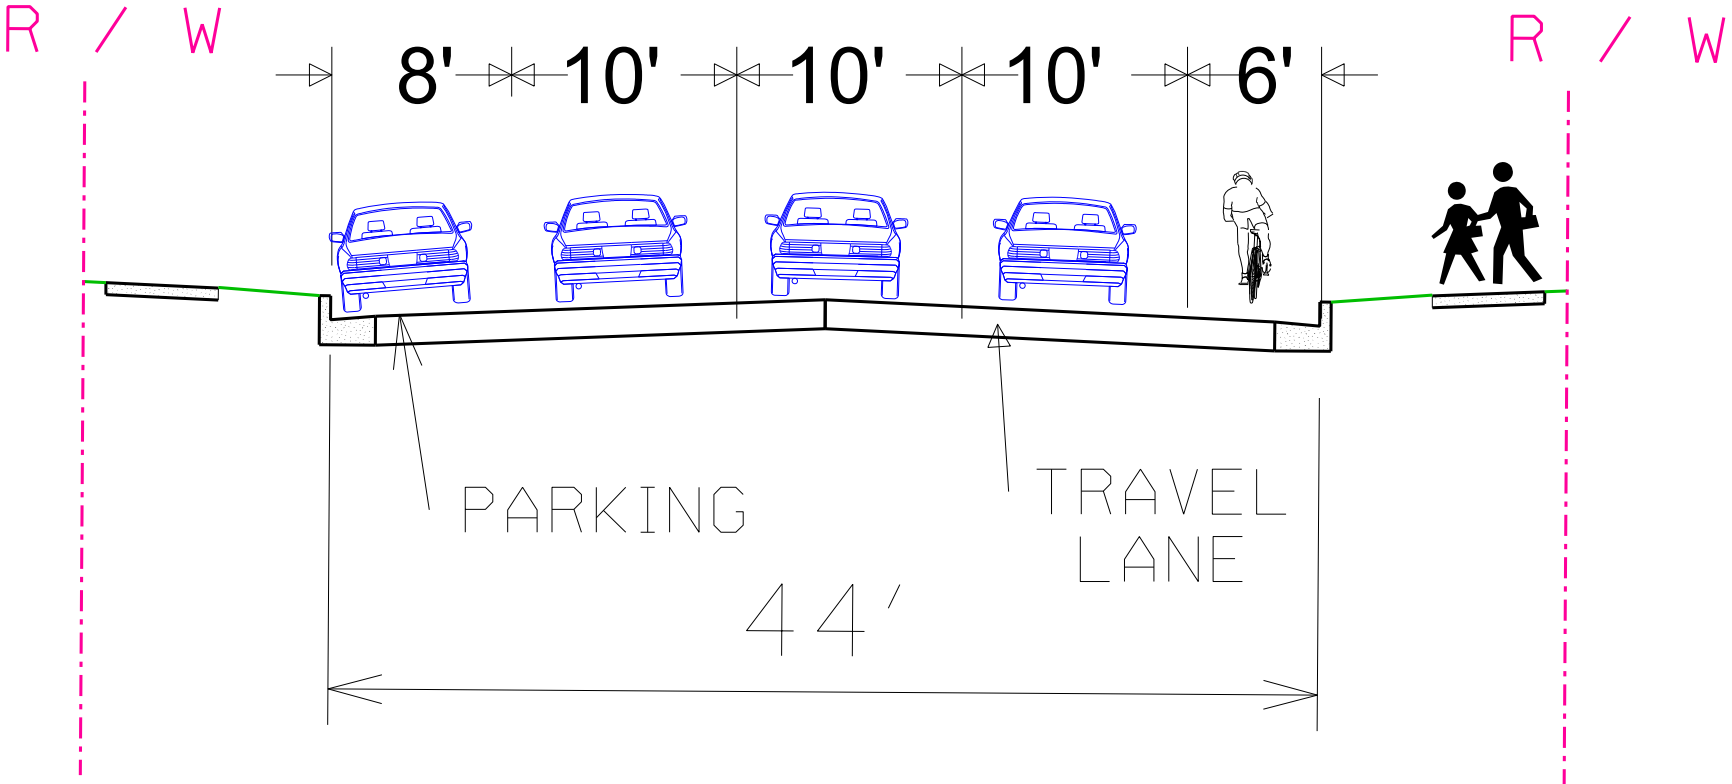 R / W
R / W
8' 10' 10' 10' 6'
PARKING
TRAVEL
LANE
44'